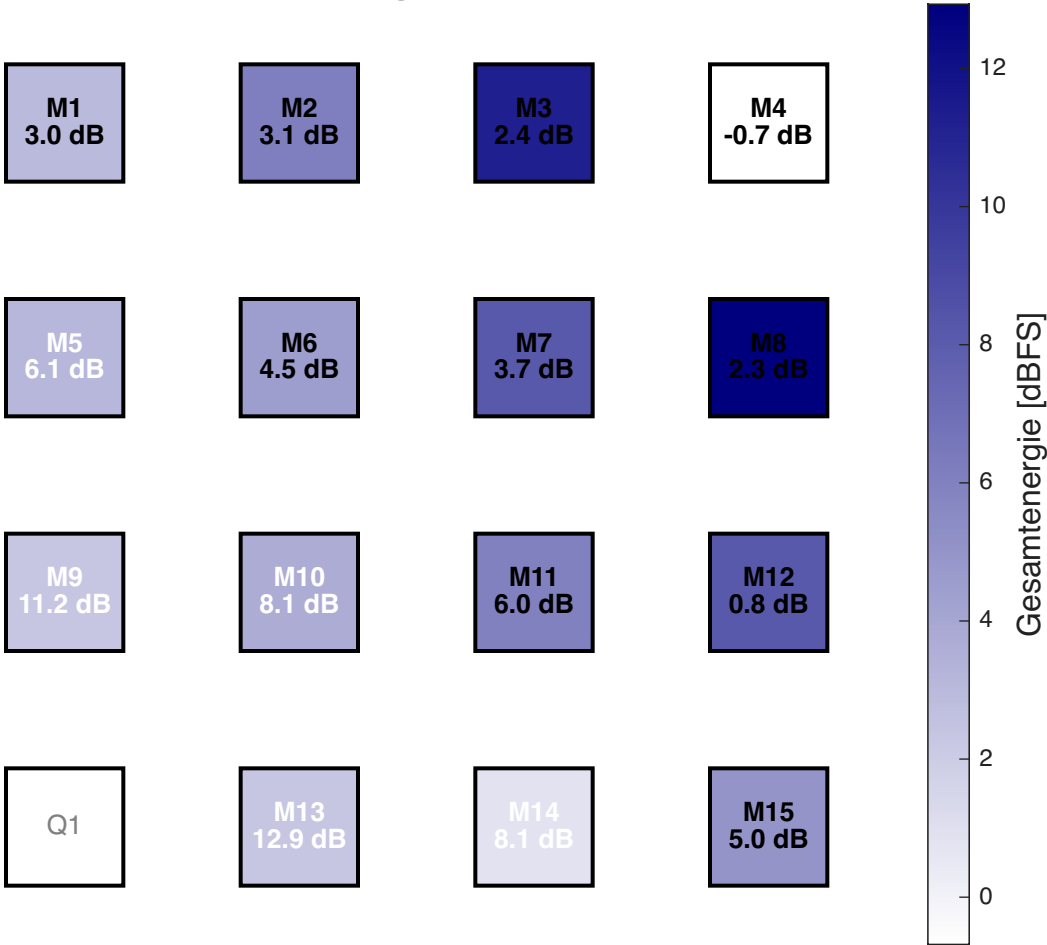 M1
3.0 dB
M2
3.1 dB
M3
2.4 dB
M4
-0.7 dB
M5
6.1 dB
M6
4.5 dB
M7
3.7 dB
M8
2.3 dB
M9
11.2 dB
M10
8.1 dB
M11
6.0 dB
M12
0.8 dB
Q1
M13
12.9 dB
M14
8.1 dB
M15
5.0 dB
12
10
8
6
4
2
0
Gesamtenergie [dBFS]